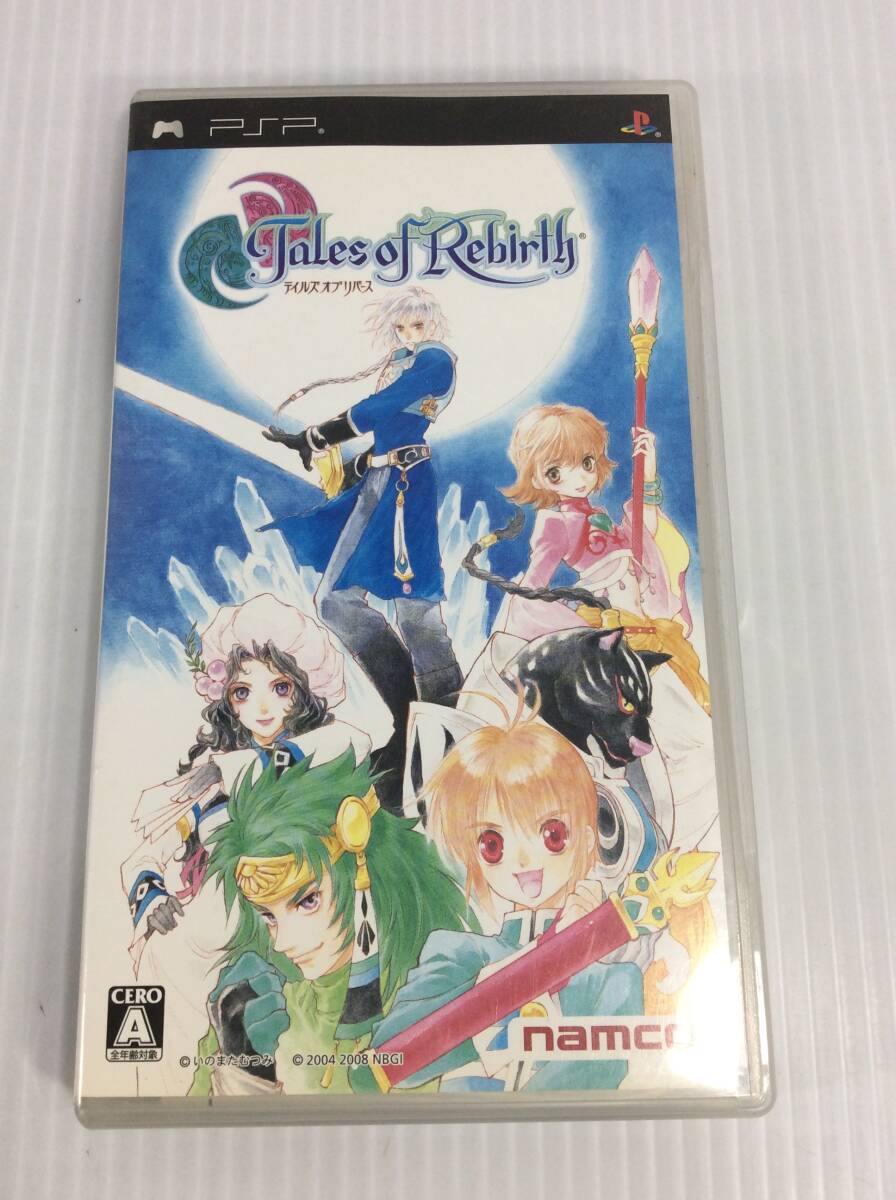 PSP®
Tales of Rebirth®
テイルズ オブ リバース
CERO
A
全年齢対象
©いのまたむつみ © 2004 2008 NBGI
namco